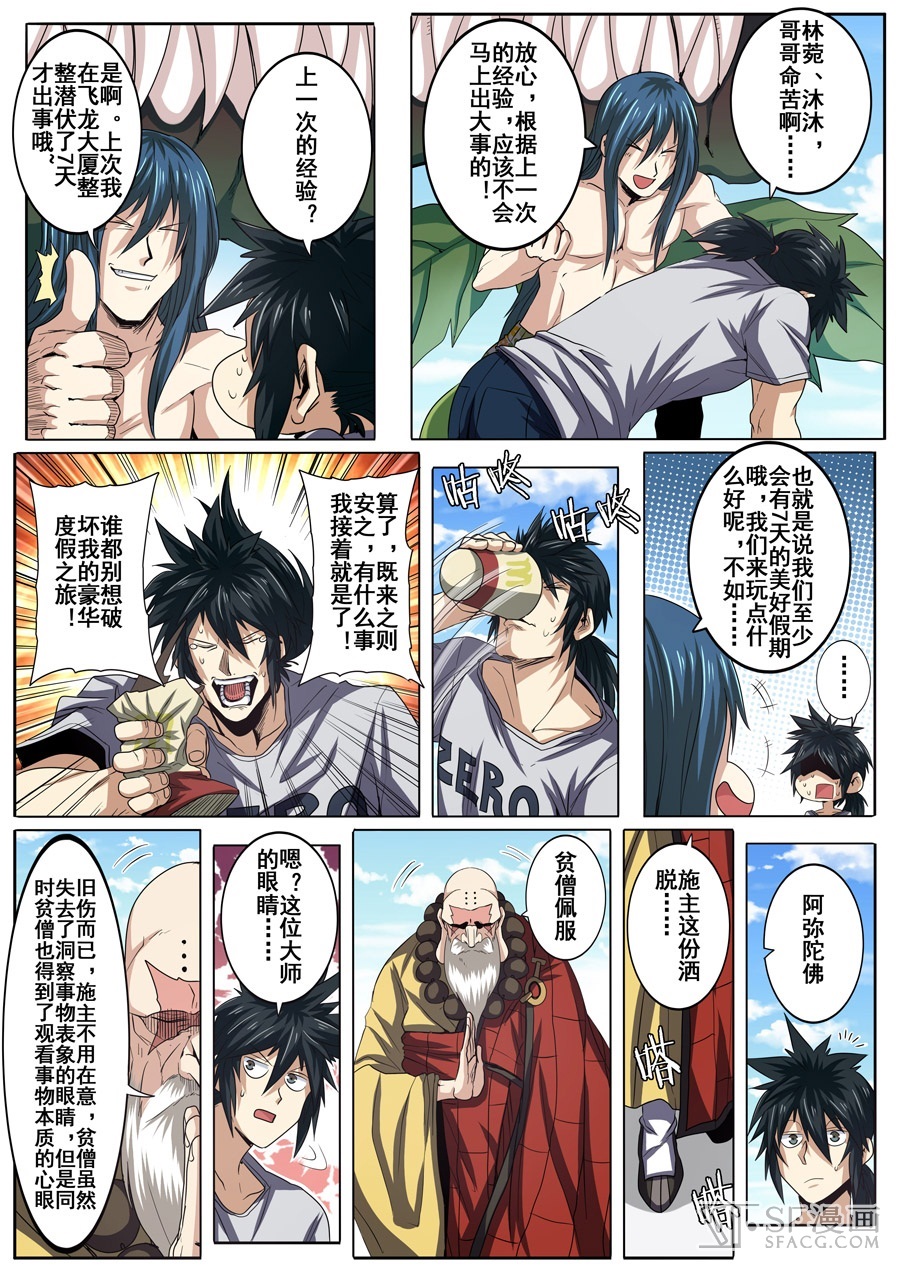 林菀、沐沐，
哥哥命苦啊……
放心，根据上一次
的经验，应该不会
马上出大事的！
上一次的经验？
是啊。上次我
在飞龙大厦整
整潜伏了7天
才出事哦~
也就是说我们至少
会有7天的美好假期
哦，我们来玩点什
么好呢，不如……
……
咕咚
咕咚
ZERO
算了，既来之则
安之，有什么事
我接着就是了！
谁都别想破
坏我的豪华
度假之旅！
ZERO
阿弥陀佛
施主这份洒
脱……
嗒
嗒
贫僧佩服
嗯？这位大师
的眼睛……
旧伤而已，施主不用在意，贫僧虽然
失去了洞察事物表象的眼睛，但是同
时贫僧也得到了观看事物本质的心眼
SF漫画
SFACG.COM